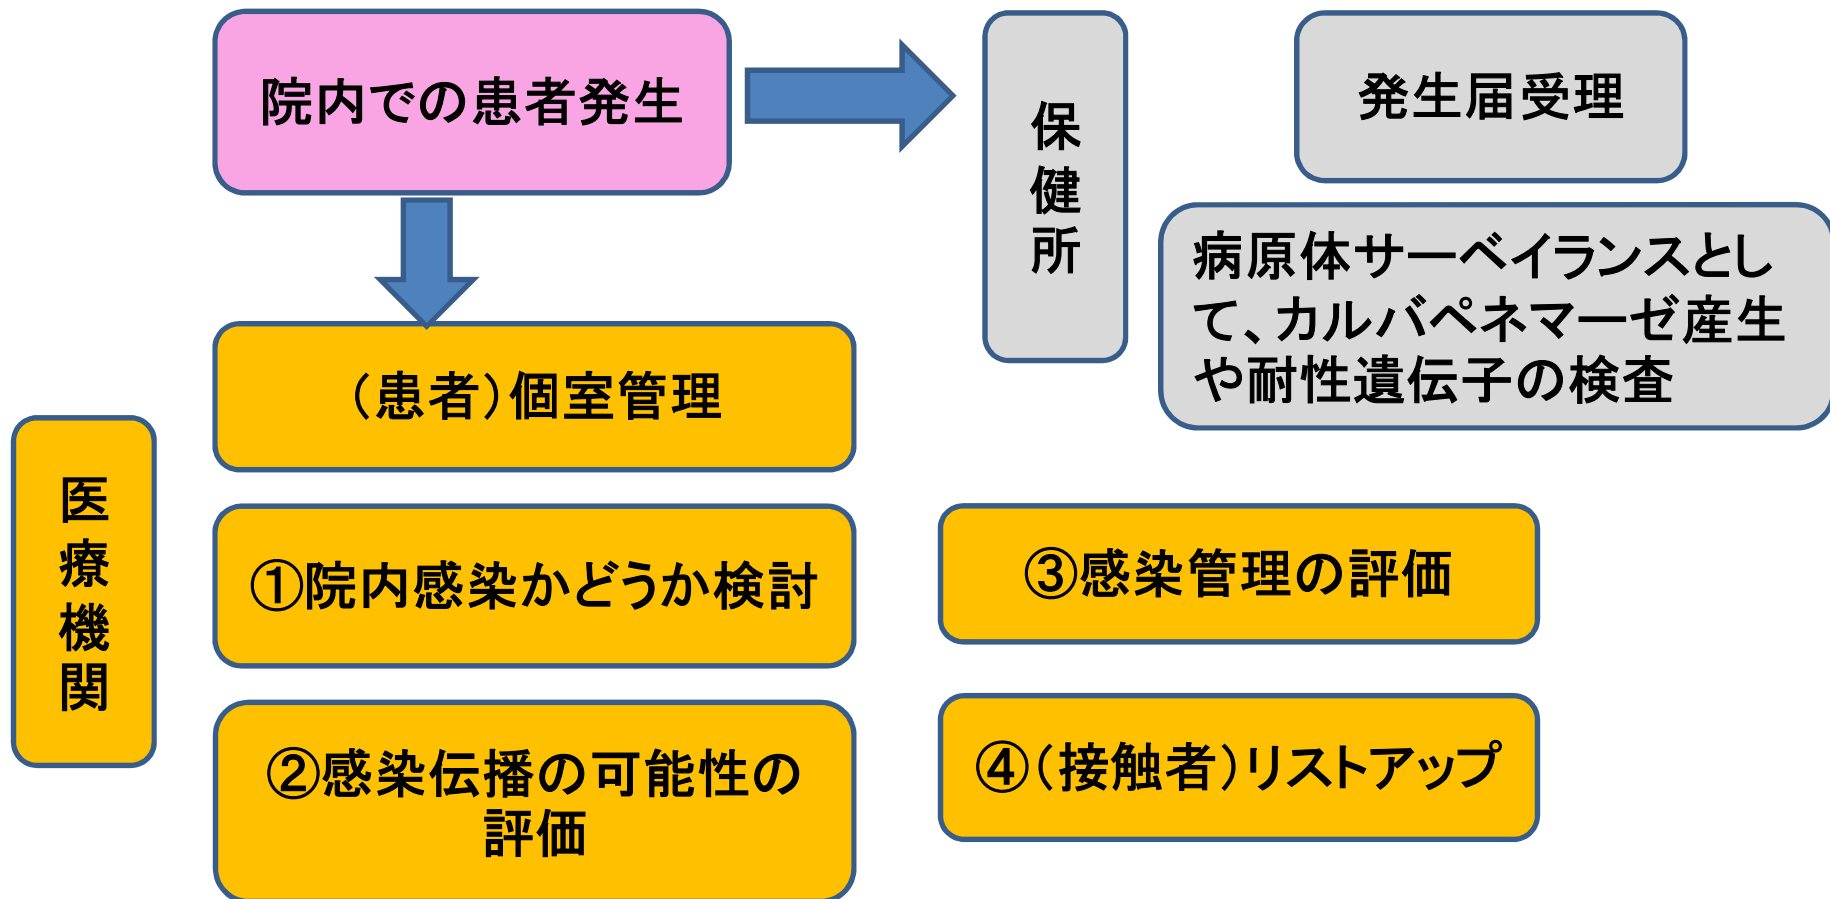 院内での患者発生
保健所
発生届受理
病原体サーベイランスとし
て、カルバペネマーゼ産生
や耐性遺伝子の検査
（患者）個室管理
医療機関
①院内感染かどうか検討
②感染伝播の可能性の
評価
③感染管理の評価
④（接触者）リストアップ